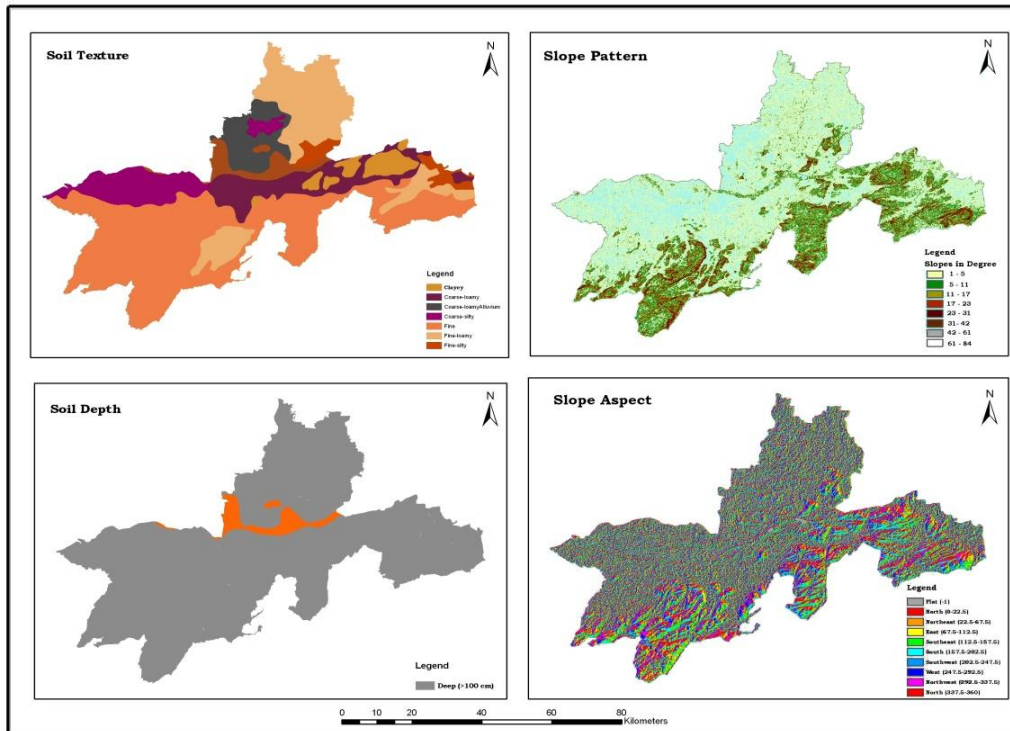 Soil Texture
N
Legend
Clayey
Coarse-loamy
Coarse-loamyAlluvium
Coarse-silty
Fine
Fine-loamy
Fine-silty
Slope Pattern
N
Legend
Slopes in Degree
1 - 5
5 - 11
11 - 17
17 - 23
23 - 31
31- 42
42 - 61
61 - 84
Soil Depth
N
Legend
Deep (>100 cm)
Slope Aspect
N
Legend
Flat (-1)
North (0-22.5)
Northeast (22.5-67.5)
East (67.5-112.5)
Southeast (112.5-157.5)
South (157.5-202.5)
Southwest (202.5-247.5)
West (247.5-292.5)
Northwest (292.5-337.5)
North (337.5-360)
0 5 10 20 40 60 80
Kilometers